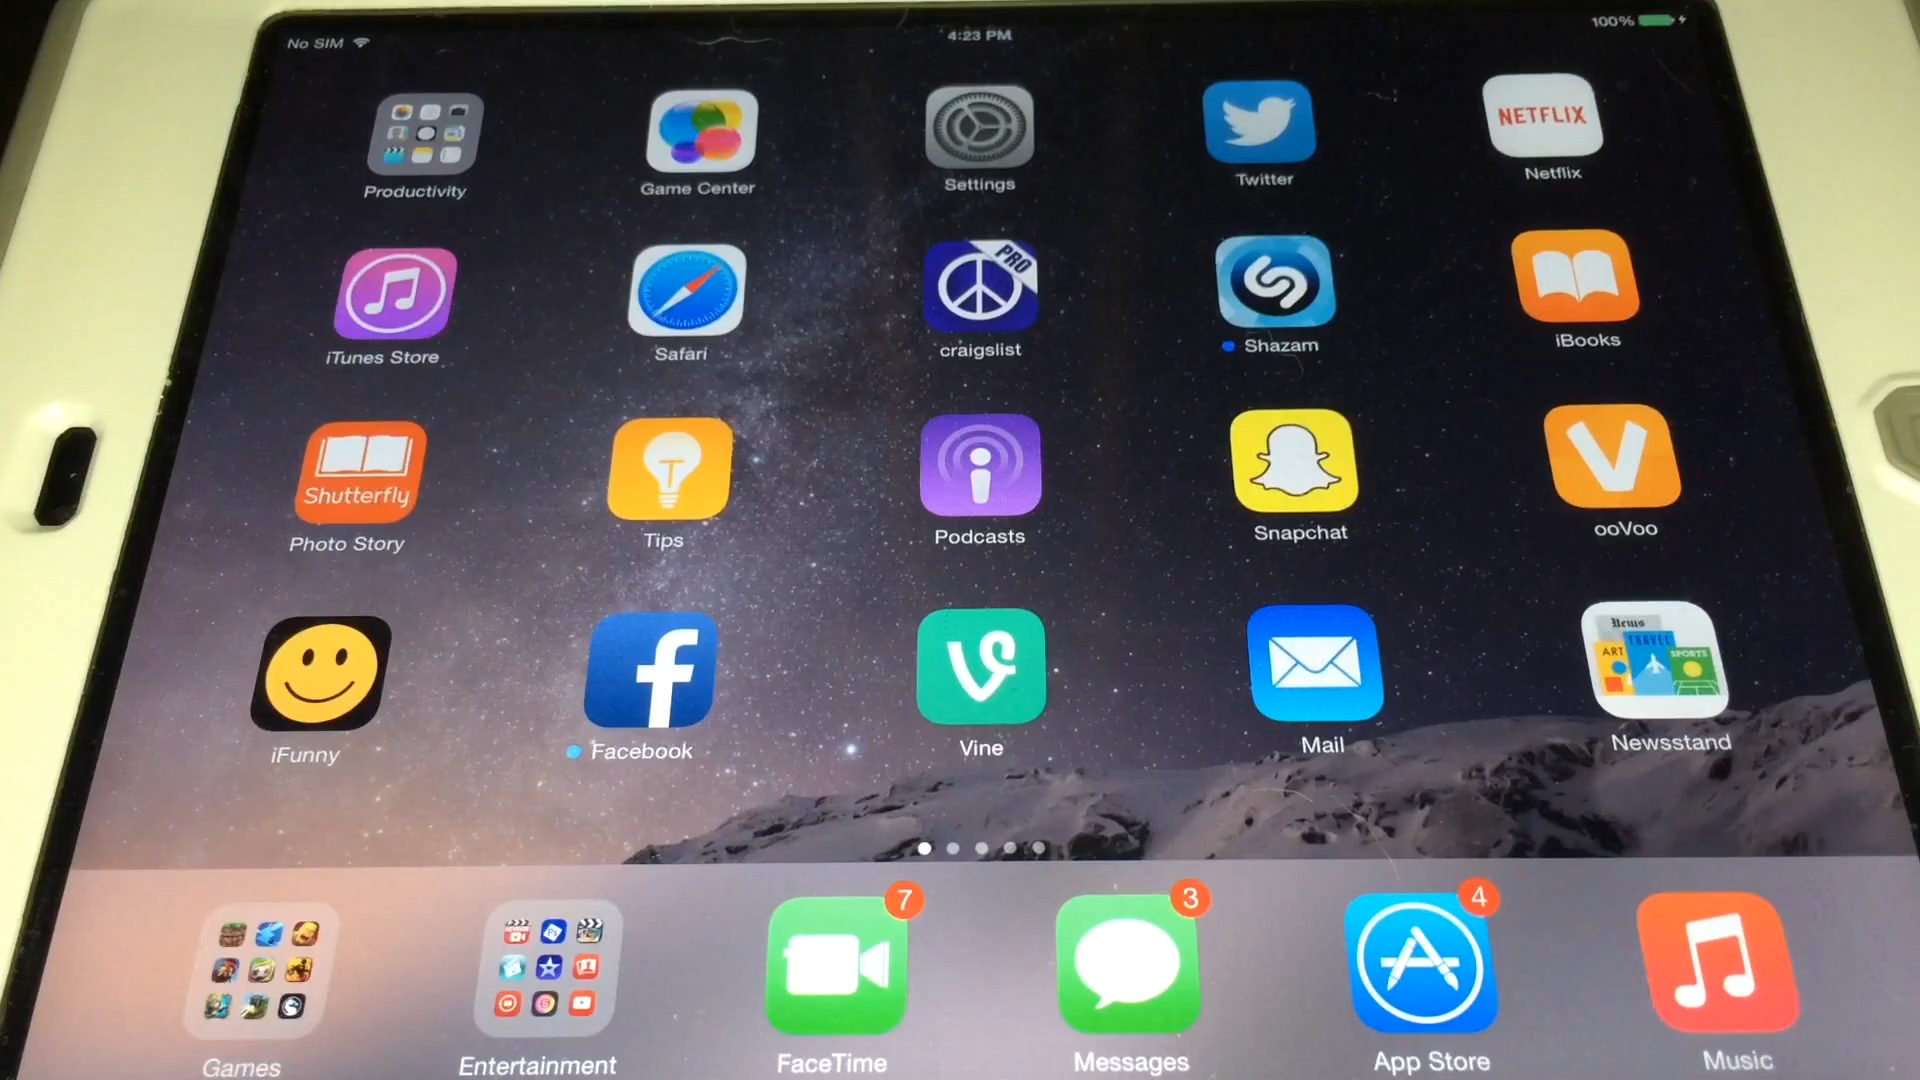 No SIM
4:23 PM
100%
Productivity
Game Center
Settings
Twitter
NETFLIX
Netflix
iTunes Store
Safari
PRO
craigslist
Shazam
iBooks
Shutterfly
Photo Story
Tips
Podcasts
Snapchat
ooVoo
iFunny
Facebook
Vine
Mail
News
TRAVEL
ART
SPORTS
Newsstand
7
3
4
Games
Entertainment
FaceTime
Messages
App Store
Music